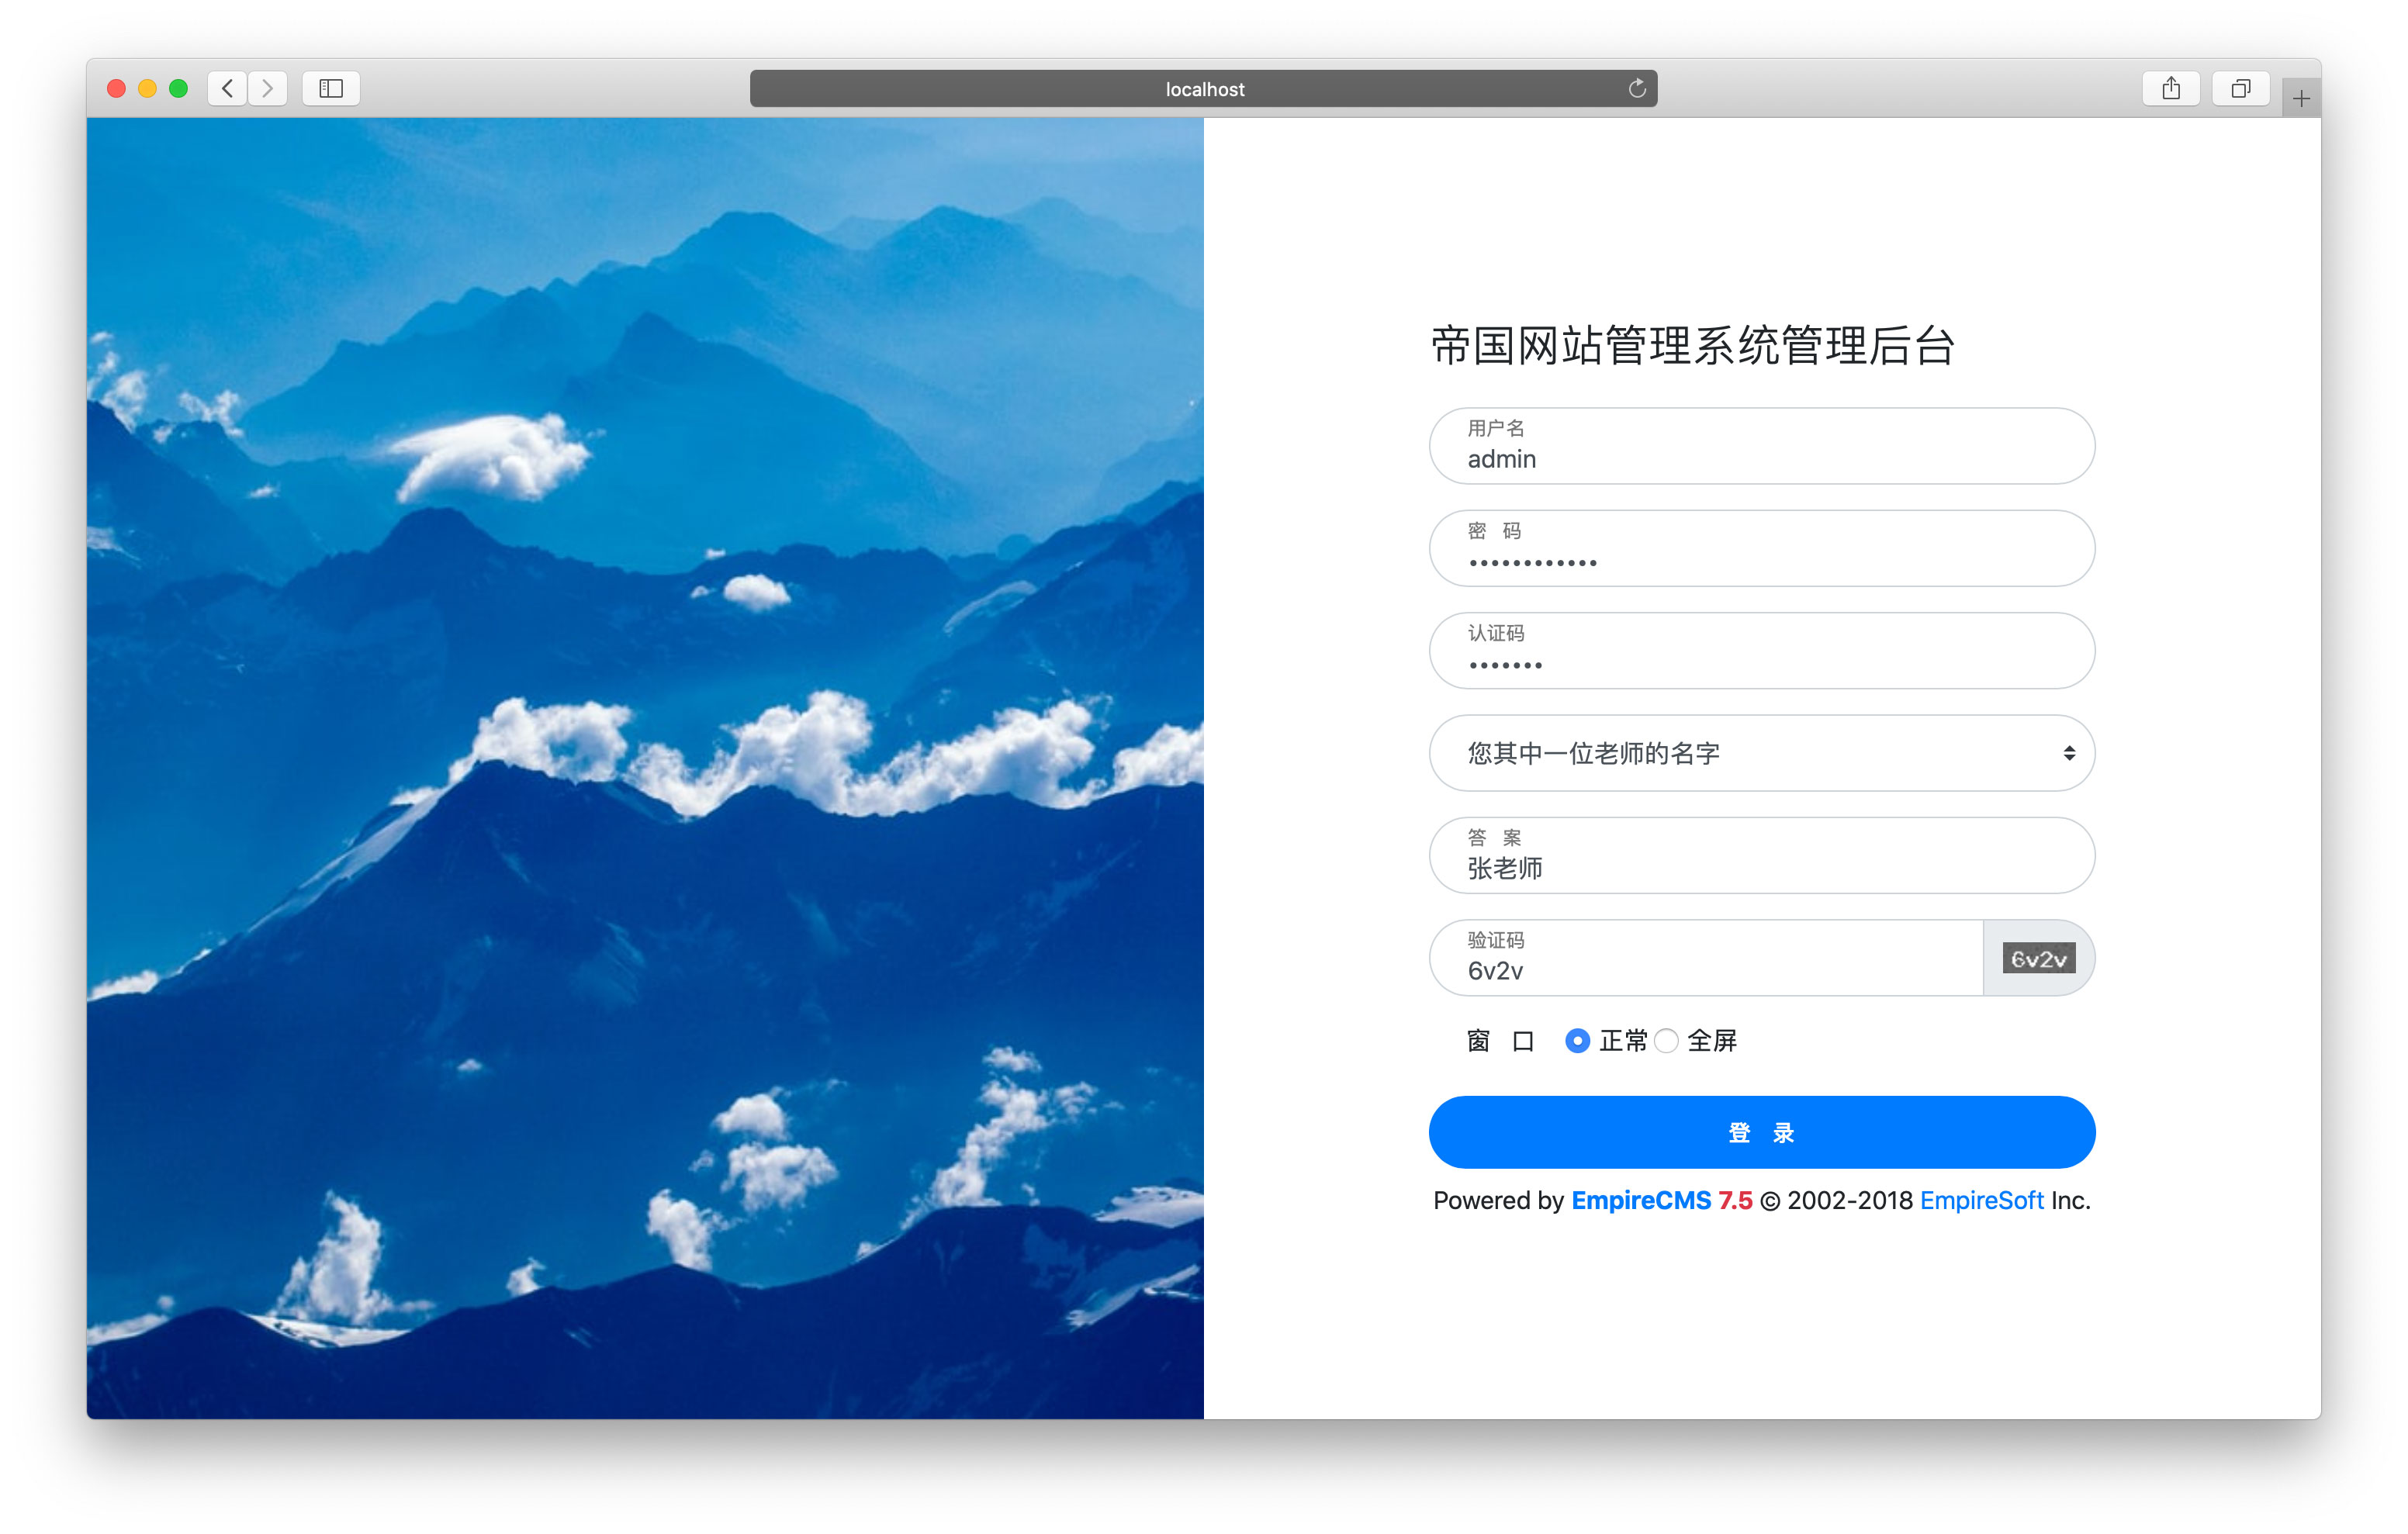 localhost
帝国网站管理系统管理后台
用户名
admin
密 码
••••••••••••
认证码
•••••••
您其中一位老师的名字
答 案
张老师
验证码
6v2v
6v2v
窗 口 正常 全屏
登 录
Powered by EmpireCMS 7.5 © 2002-2018 EmpireSoft Inc.